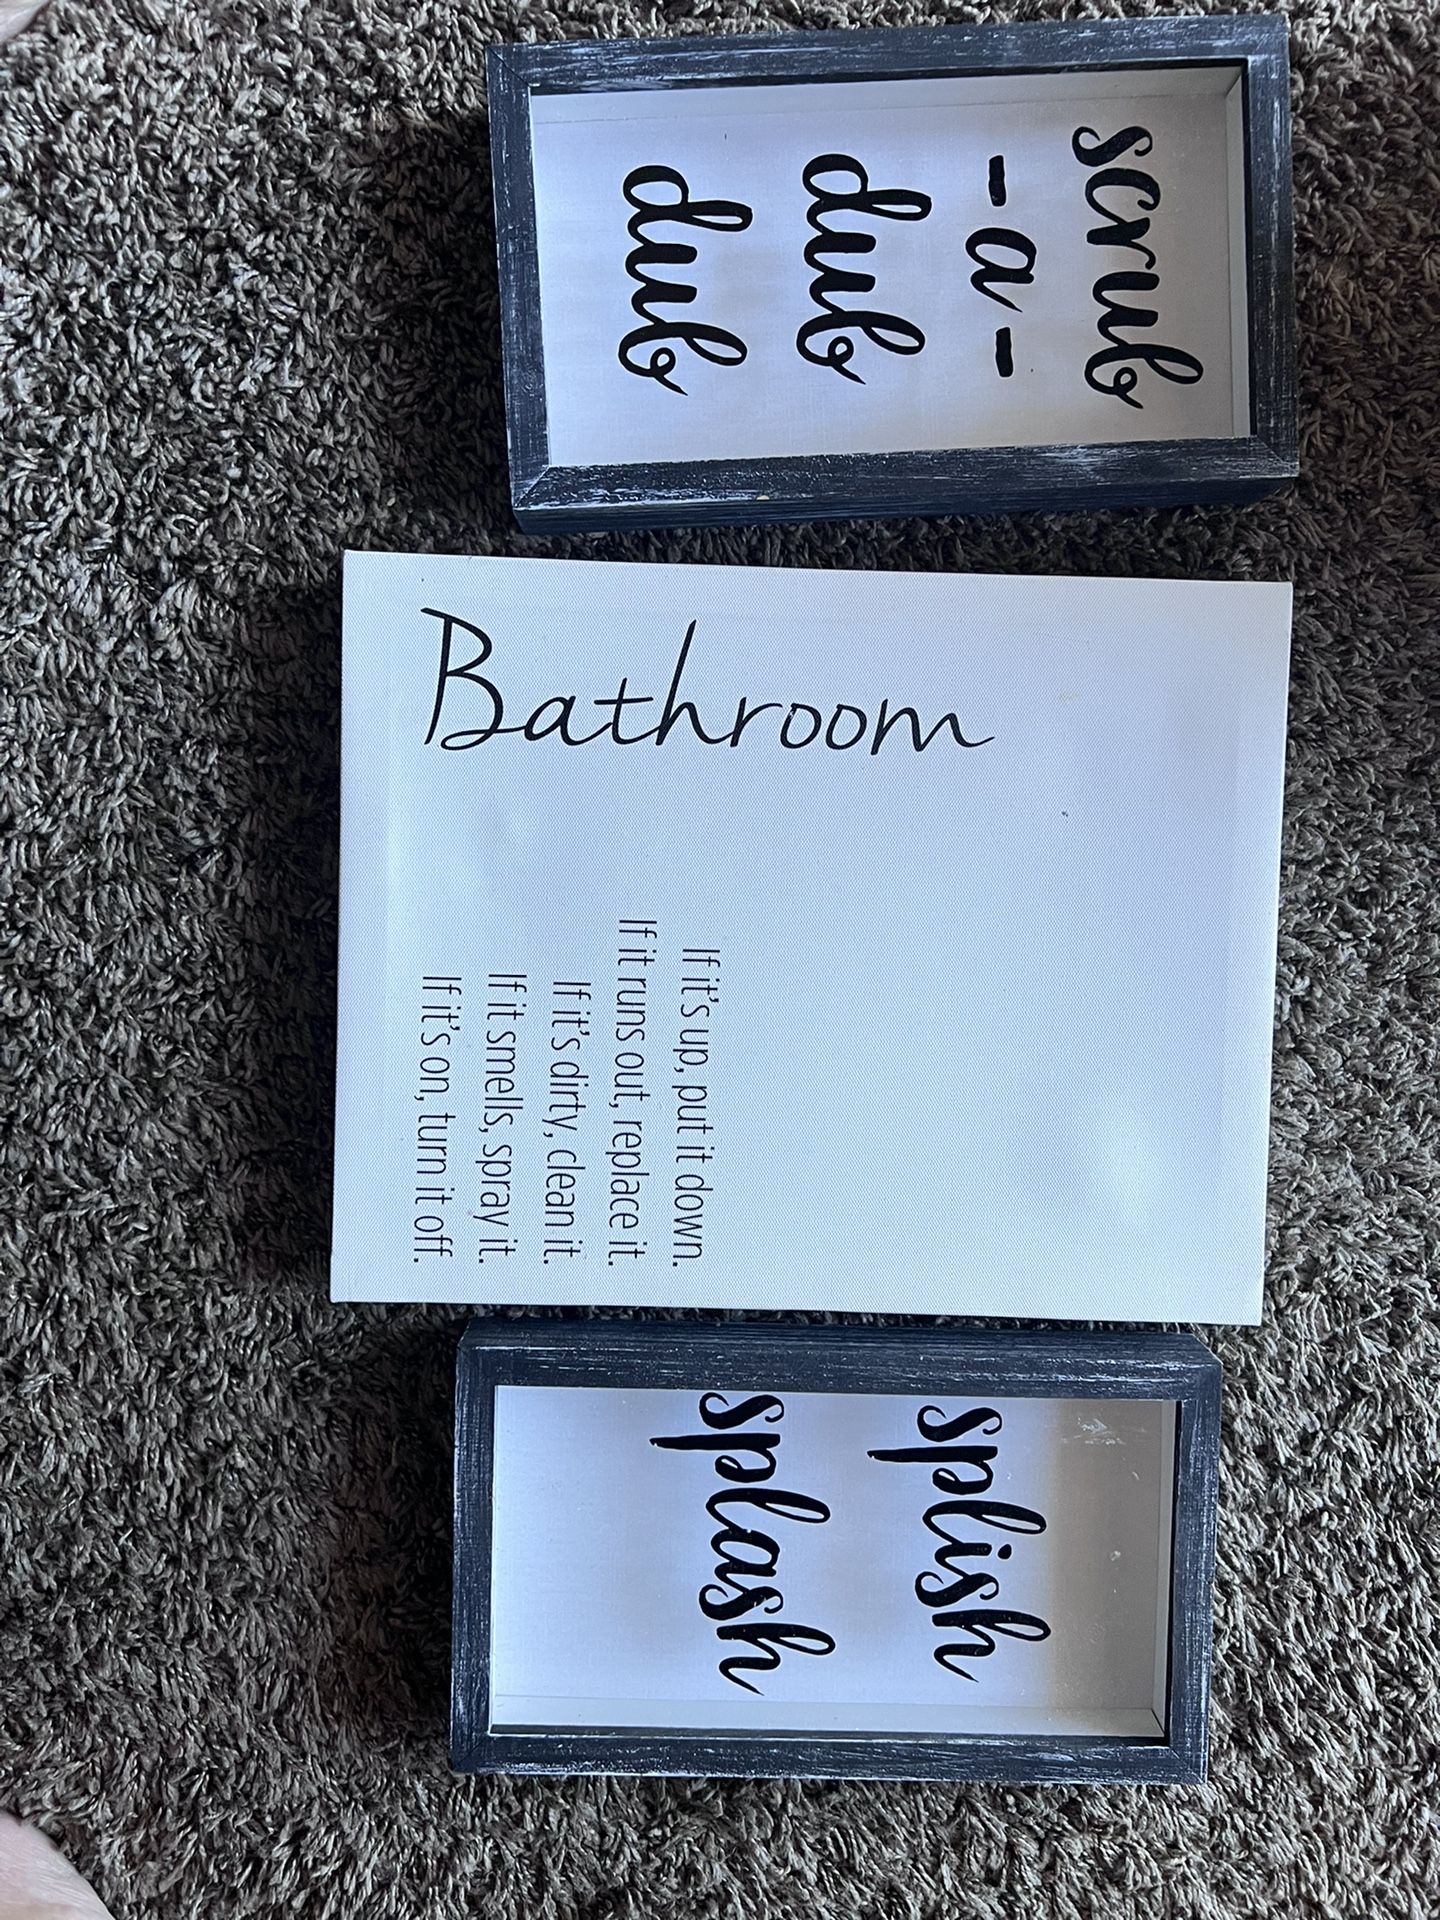 scrub
-a-
dub
dub
Bathroom
If it's up, put it down.
If it runs out, replace it.
If it's dirty, clean it.
If it smells, spray it.
If it's on, turn it off.
splish
splash